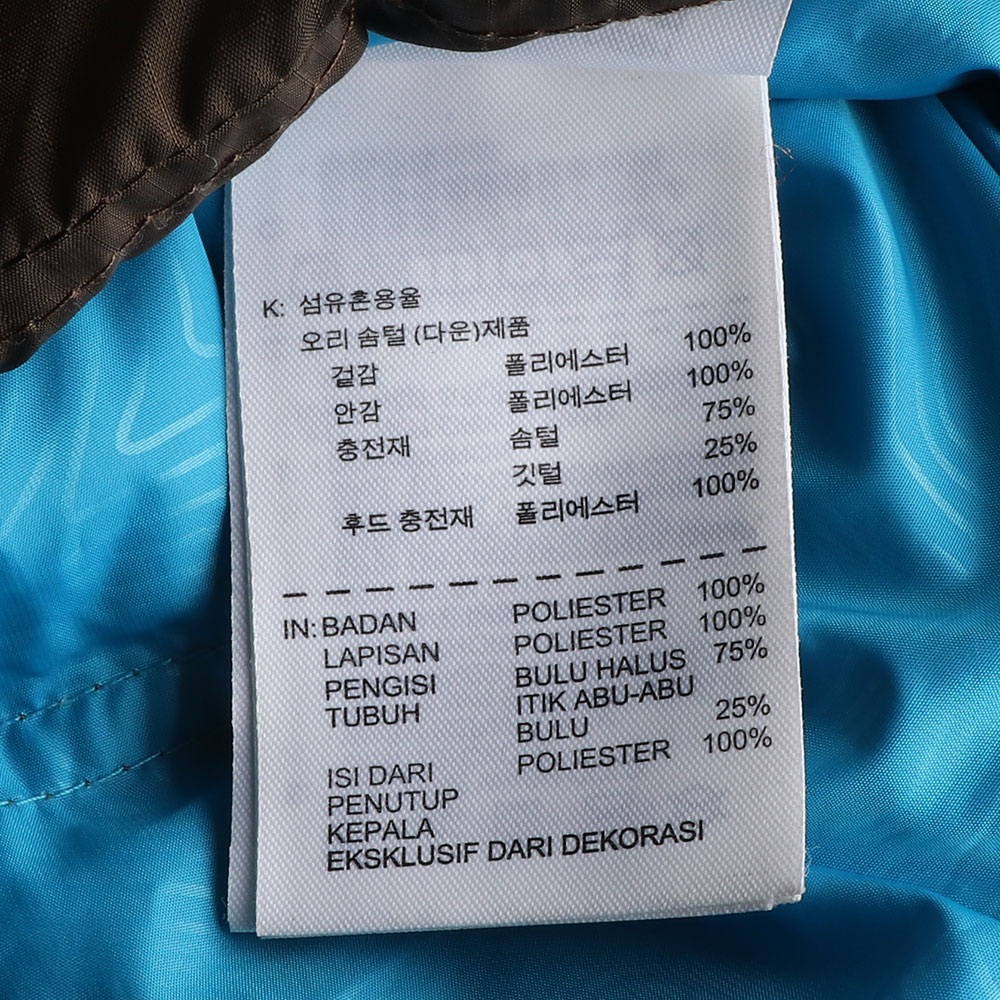 K: 섬유혼용율
오리 솜털 (다운)제품
겉감 폴리에스터 100%
안감 폴리에스터 100%
충전재 솜털 75%
깃털 25%
후드 충전재 폴리에스터 100%
IN: BADAN POLIESTER 100%
LAPISAN POLIESTER 100%
PENGISI BULU HALUS 75%
TUBUH ITIK ABU-ABU
BULU 25%
ISI DARI POLIESTER 100%
PENUTUP
KEPALA
EKSKLUSIF DARI DEKORASI